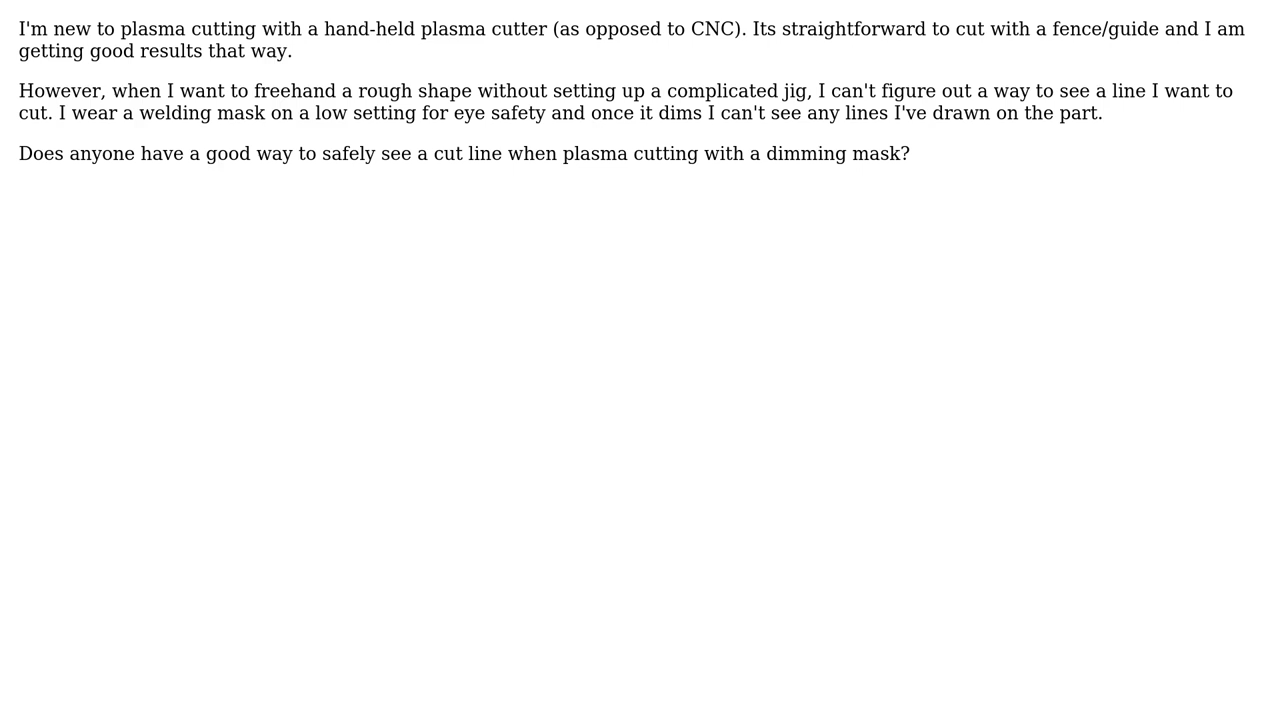 I'm new to plasma cutting with a hand-held plasma cutter (as opposed to CNC). Its straightforward to cut with a fence/guide and I am
getting good results that way.
However, when I want to freehand a rough shape without setting up a complicated jig, I can't figure out a way to see a line I want to
cut. I wear a welding mask on a low setting for eye safety and once it dims I can't see any lines I've drawn on the part.
Does anyone have a good way to safely see a cut line when plasma cutting with a dimming mask?